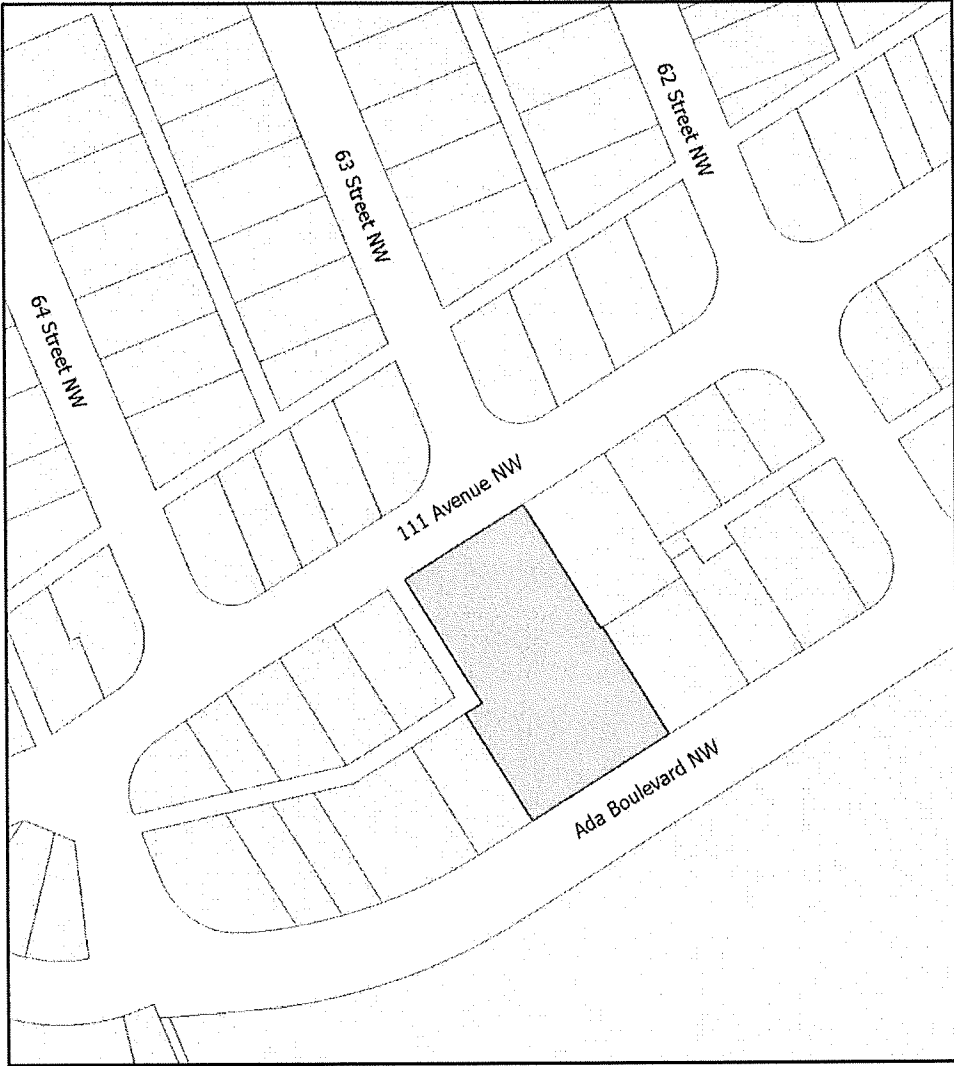 62 Street NW
63 Street NW
64 Street NW
111 Avenue NW
Ada Boulevard NW